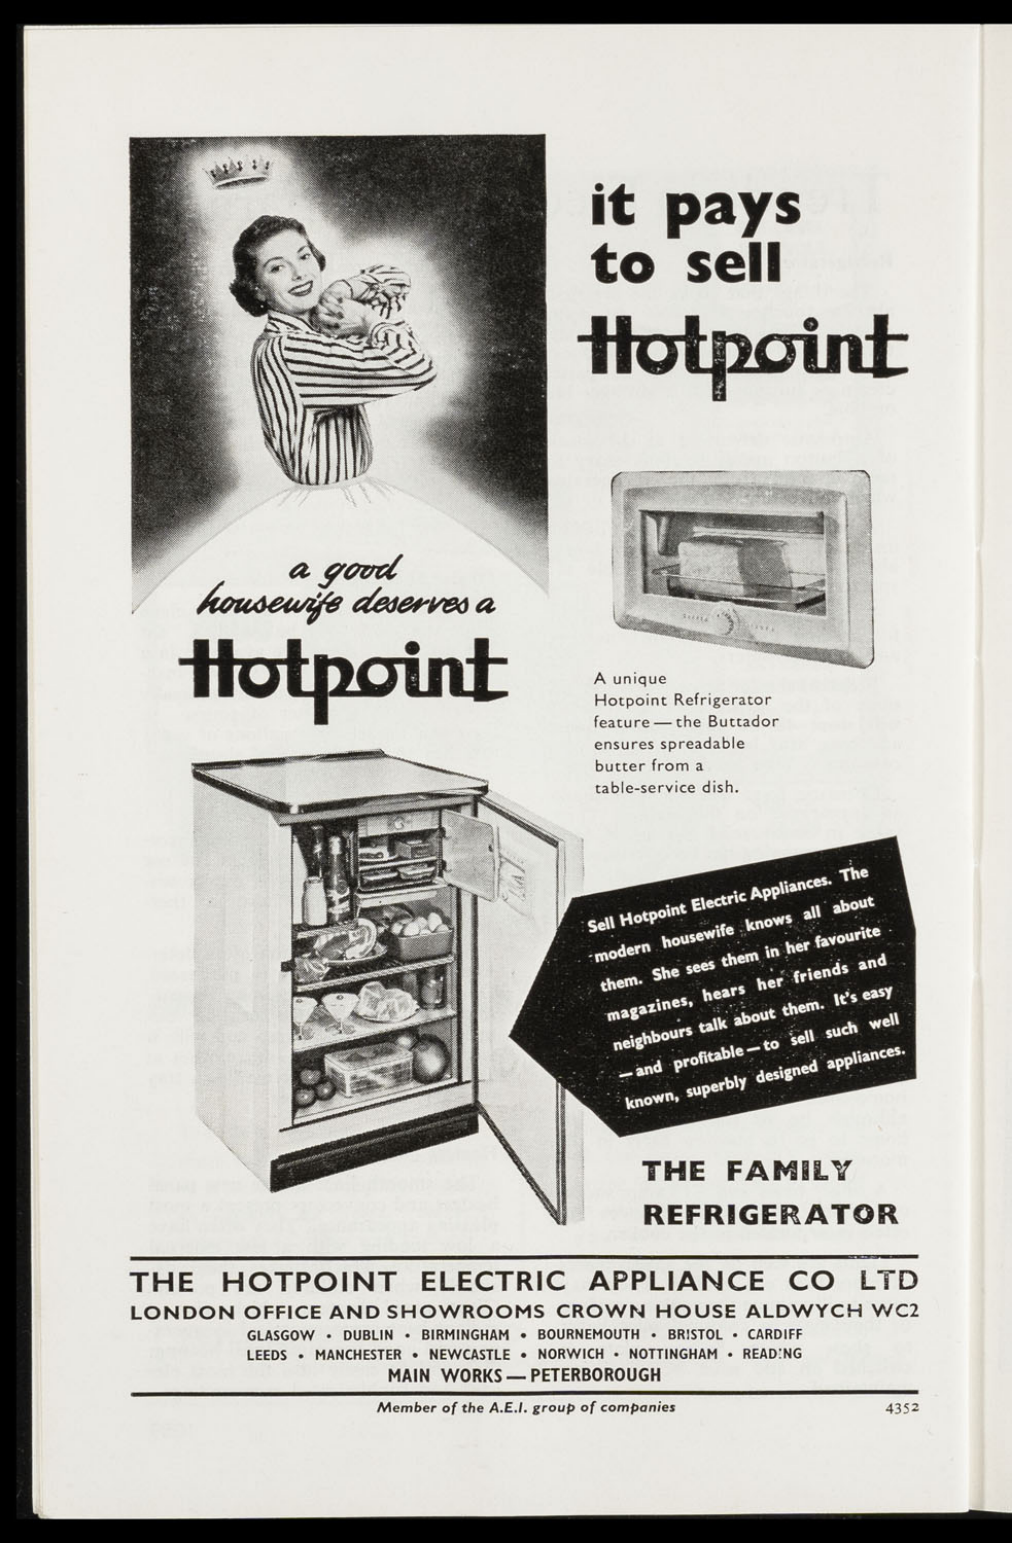 it pays
to sell
Hotpoint
a good
housewife deserves a
Hotpoint
A unique
Hotpoint Refrigerator
feature — the Buttador
ensures spreadable
butter from a
table-service dish.
Sell Hotpoint Electric Appliances. The
modern housewife knows all about
them. She sees them in her favourite
magazines, hears her friends and
neighbours talk about them. It's easy
— and profitable — to sell such well
known, superbly designed appliances.
THE FAMILY
REFRIGERATOR
THE HOTPOINT ELECTRIC APPLIANCE CO LTD
LONDON OFFICE AND SHOWROOMS CROWN HOUSE ALDWYCH WC2
GLASGOW • DUBLIN • BIRMINGHAM • BOURNEMOUTH • BRISTOL • CARDIFF
LEEDS • MANCHESTER • NEWCASTLE • NORWICH • NOTTINGHAM • READING
MAIN WORKS — PETERBOROUGH
Member of the A.E.I. group of companies
4352